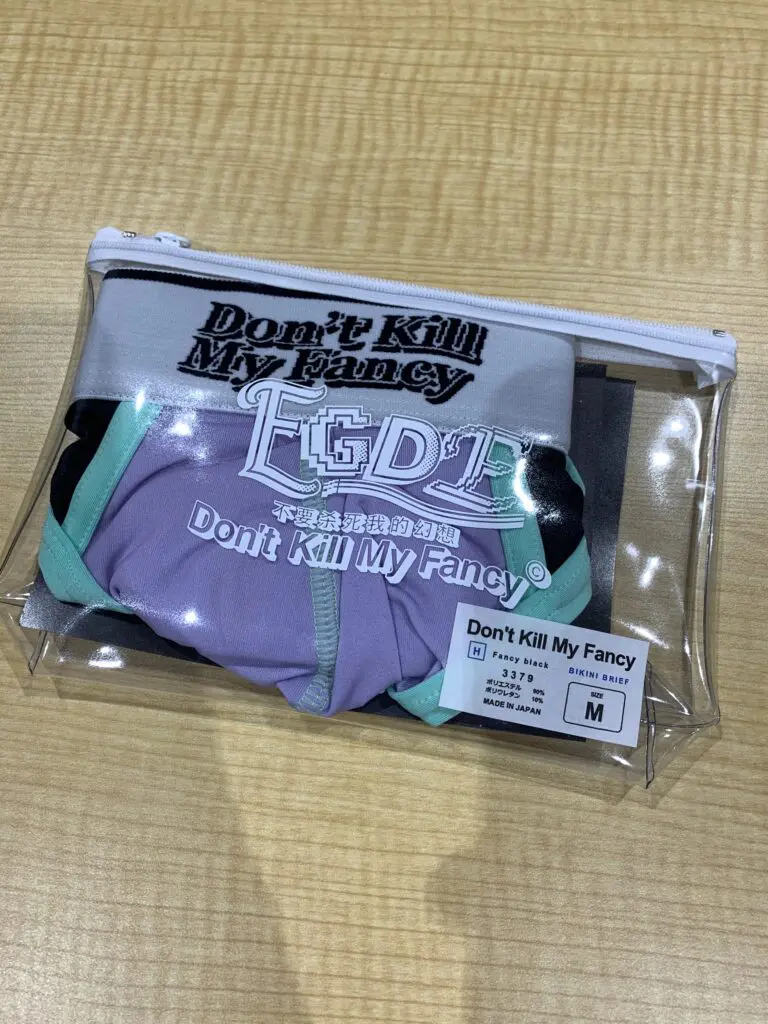 Don't Kill
My Fancy
EGDE
不要杀死我的幻想
Don't Kill My Fancy©
Don't Kill My Fancy
H Fancy black BIKINI BRIEF
3379
ポリエステル 90%
ポリウレタン 10%
MADE IN JAPAN
SIZE
M